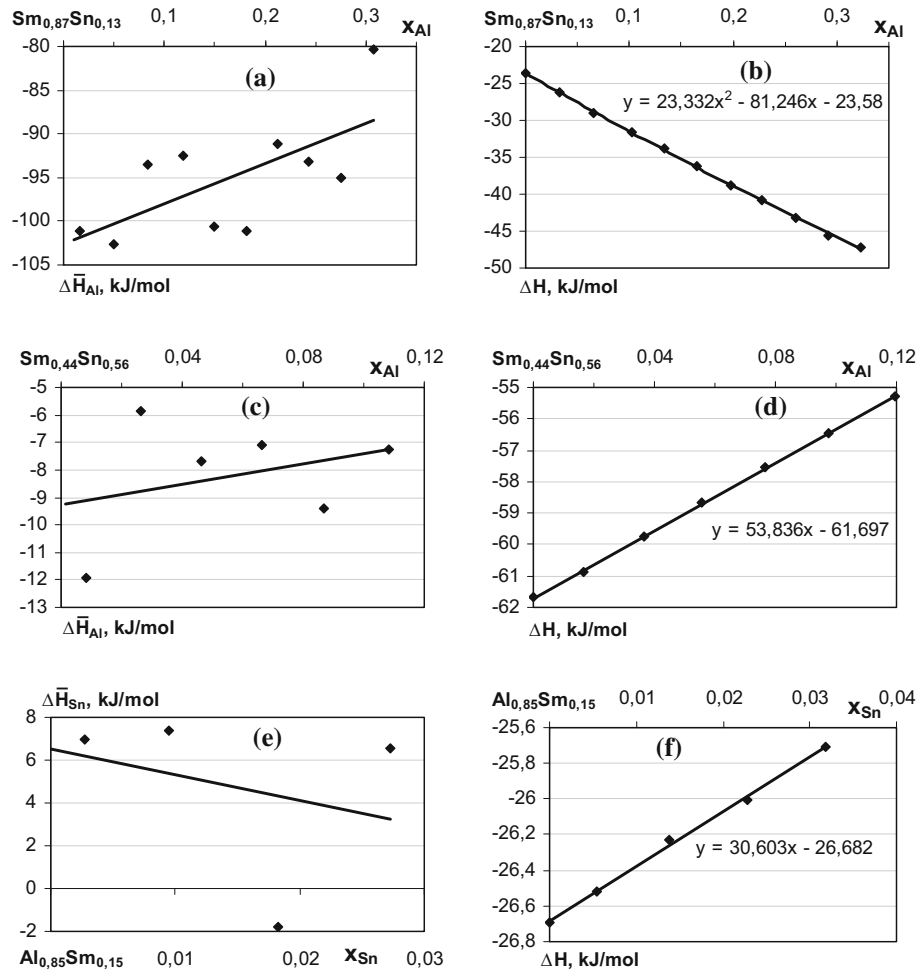 Sm0,87Sn0,13 0,1 0,2 0,3 xAl
-80
-85
-90
-95
-100
-105
(a)
ΔH̅Al, kJ/mol
Sm0,87Sn0,13 0,1 0,2 0,3 xAl
-20
-25
-30
-35
-40
-45
-50
(b)
y = 23,332x² - 81,246x - 23,58
ΔH, kJ/mol
Sm0,44Sn0,56 0,04 0,08 0,12
xAl
-5
-6
-7
-8
-9
-10
-11
-12
-13
(c)
ΔH̅Al, kJ/mol
Sm0,44Sn0,56 0,04 0,08 0,12
xAl
-55
-56
-57
-58
-59
-60
-61
-62
(d)
y = 53,836x - 61,697
ΔH, kJ/mol
ΔH̅Sn, kJ/mol
8
6
4
2
0
-2
(e)
Al0,85Sm0,15 0,01 0,02 xSn 0,03
Al0,85Sm0,15 0,01 0,02 0,03 0,04
xSn
-25,6
-25,8
-26
-26,2
-26,4
-26,6
-26,8
(f)
y = 30,603x - 26,682
ΔH, kJ/mol